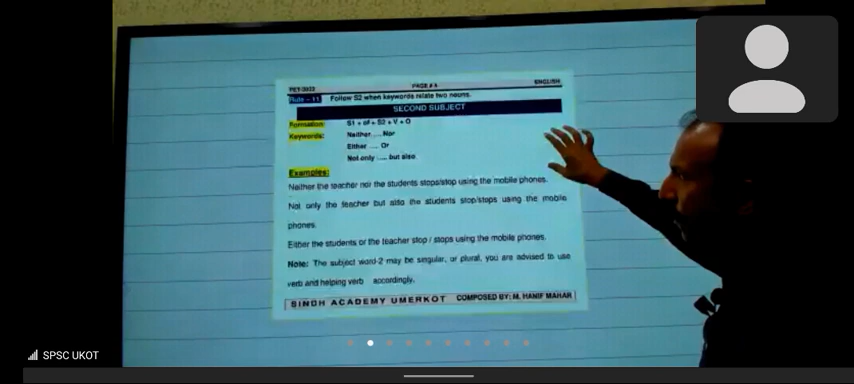 PAGE # 6
ENGLISH
Rule - 11 Follow S2 when keywords relate two nouns.
SECOND SUBJECT
Formation: S1 + of + S2 + V + O
Keywords: Neither .... Nor
Either .... Or
Not only .... but also
Examples:
Neither the teacher nor the students stops/stop using the mobile phones.
Not only the teacher but also the students stop/stops using the mobile
phones.
Either the students or the teacher stop / stops using the mobile phones.
Note: The subject word-2 may be singular, or plural, you are advised to use
verb and helping verb accordingly.
SINDH ACADEMY UMERKOT COMPOSED BY: M. HANIF MAHAR
SPSC UKOT